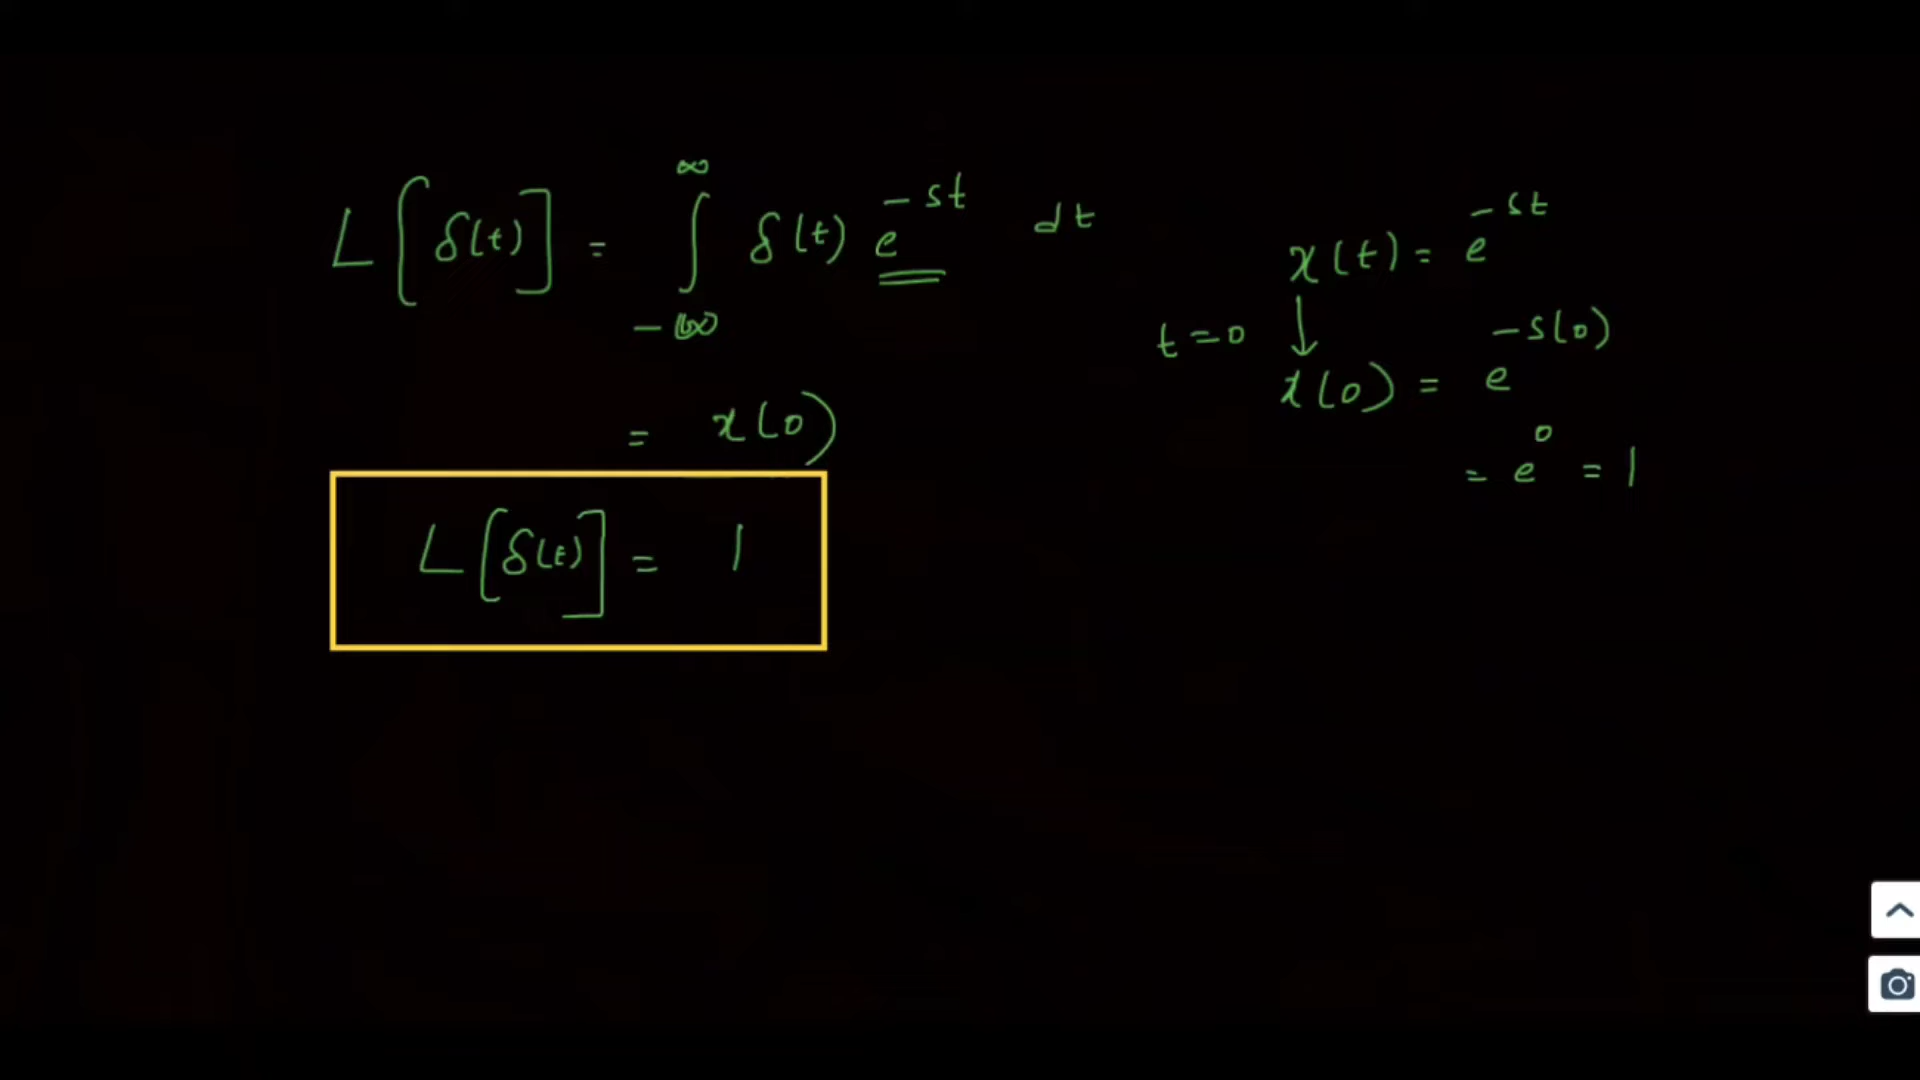 L[δ(t)] = ∫_{-∞}^{∞} δ(t) e^{-st} dt
= x(0)
L[δ(t)] = 1
x(t) = e^{-st}
t=0 ↓
x(0) = e^{-s(0)}
= e^0 = 1